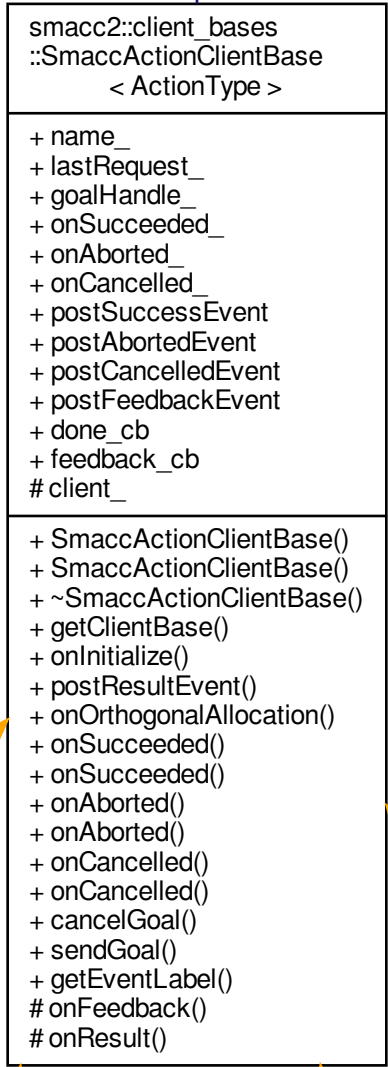 smacc2::client_bases
::SmaccActionClientBase
< ActionType >
+ name_
+ lastRequest_
+ goalHandle_
+ onSucceeded_
+ onAborted_
+ onCancelled_
+ postSuccessEvent
+ postAbortedEvent
+ postCancelledEvent
+ postFeedbackEvent
+ done_cb
+ feedback_cb
# client_
+ SmaccActionClientBase()
+ SmaccActionClientBase()
+ ~SmaccActionClientBase()
+ getClientBase()
+ onInitialize()
+ postResultEvent()
+ onOrthogonalAllocation()
+ onSucceeded()
+ onSucceeded()
+ onAborted()
+ onAborted()
+ onCancelled()
+ onCancelled()
+ cancelGoal()
+ sendGoal()
+ getEventLabel()
# onFeedback()
# onResult()